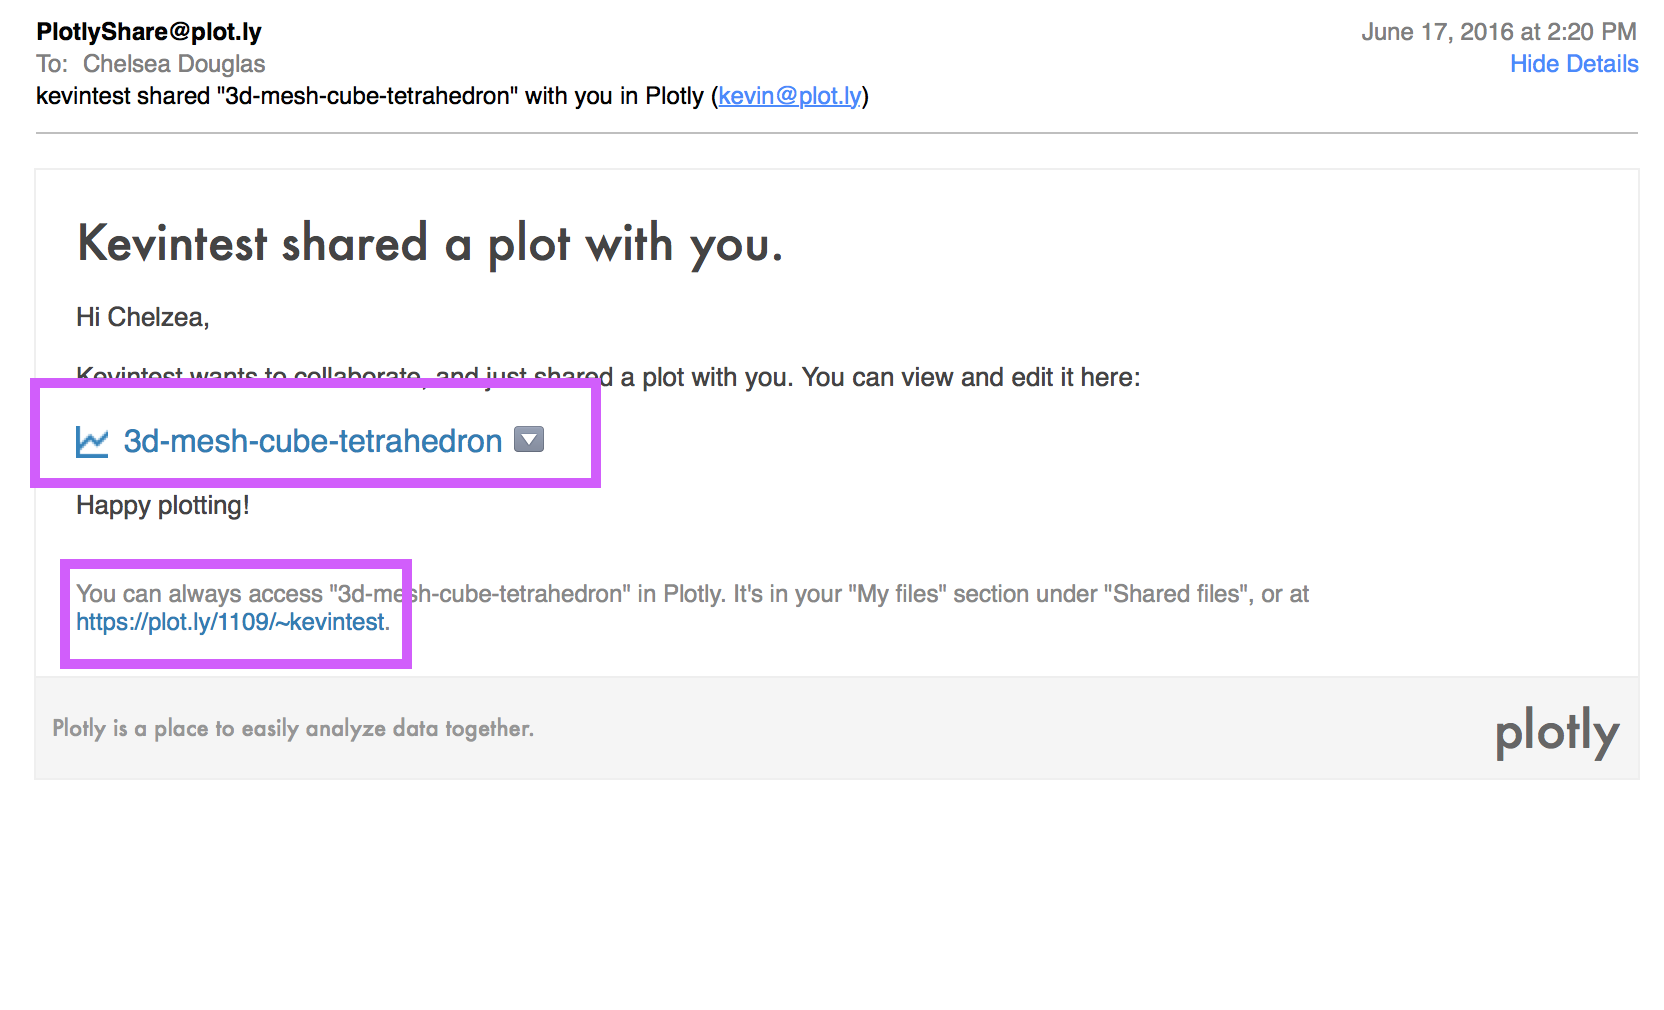 PlotlyShare@plot.ly
June 17, 2016 at 2:20 PM
To: Chelsea Douglas
Hide Details
kevintest shared "3d-mesh-cube-tetrahedron" with you in Plotly (kevin@plot.ly)
Kevintest shared a plot with you.
Hi Chelzea,
Kevintest wants to collaborate, and just shared a plot with you. You can view and edit it here:
3d-mesh-cube-tetrahedron
Happy plotting!
You can always access "3d-mesh-cube-tetrahedron" in Plotly. It's in your "My files" section under "Shared files", or at
https://plot.ly/1109/~kevintest.
Plotly is a place to easily analyze data together.
plotly